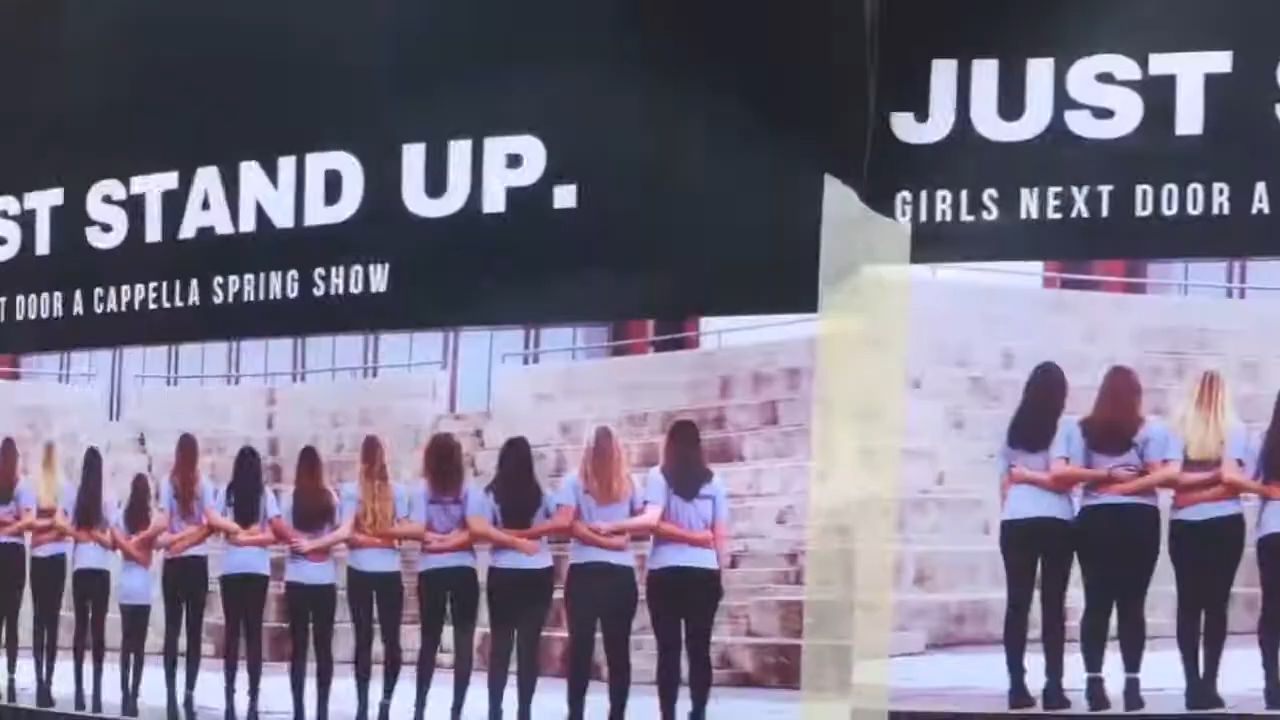 ST STAND UP.
T DOOR A CAPPELLA SPRING SHOW
JUST
GIRLS NEXT DOOR A